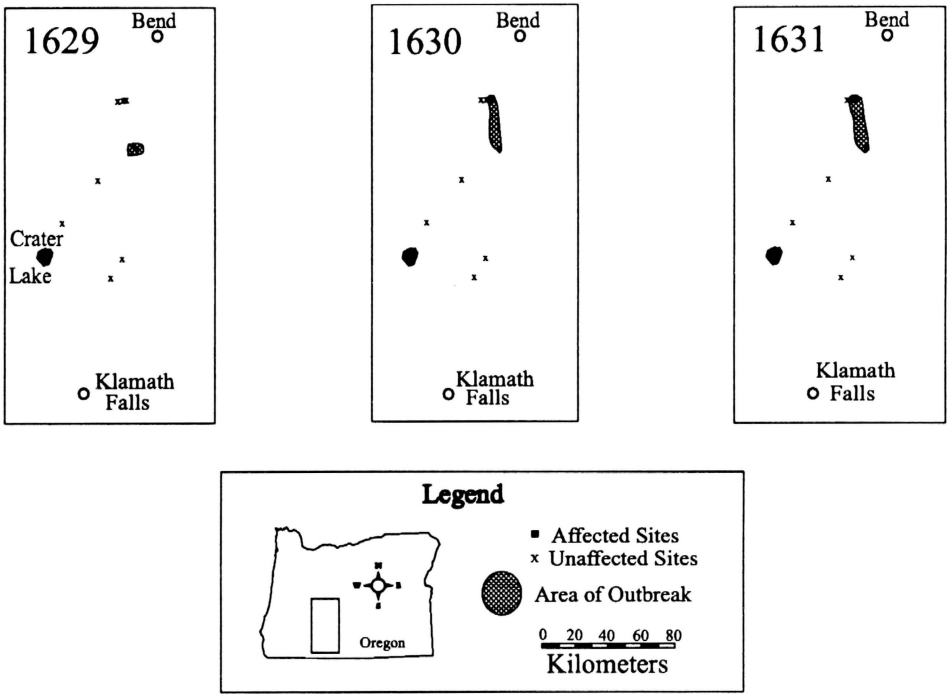 1629
Bend
Crater
Lake
Klamath
Falls
1630
Bend
Klamath
Falls
1631
Bend
Klamath
Falls
Legend
N
W
E
S
Oregon
Affected Sites
x Unaffected Sites
Area of Outbreak
0 20 40 60 80
Kilometers